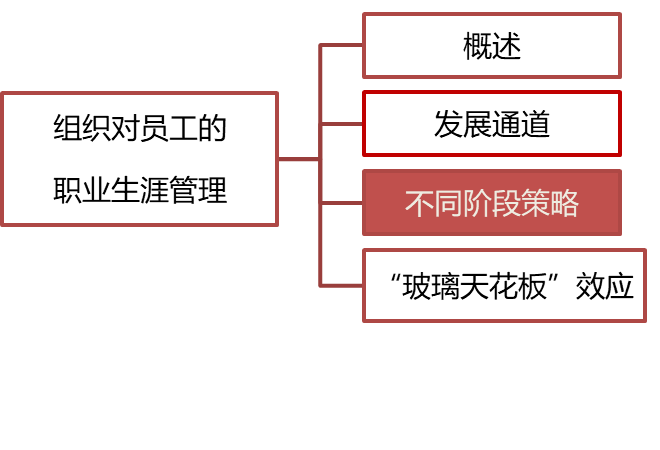 组织对员工的
职业生涯管理
概述
发展通道
不同阶段策略
“玻璃天花板”效应